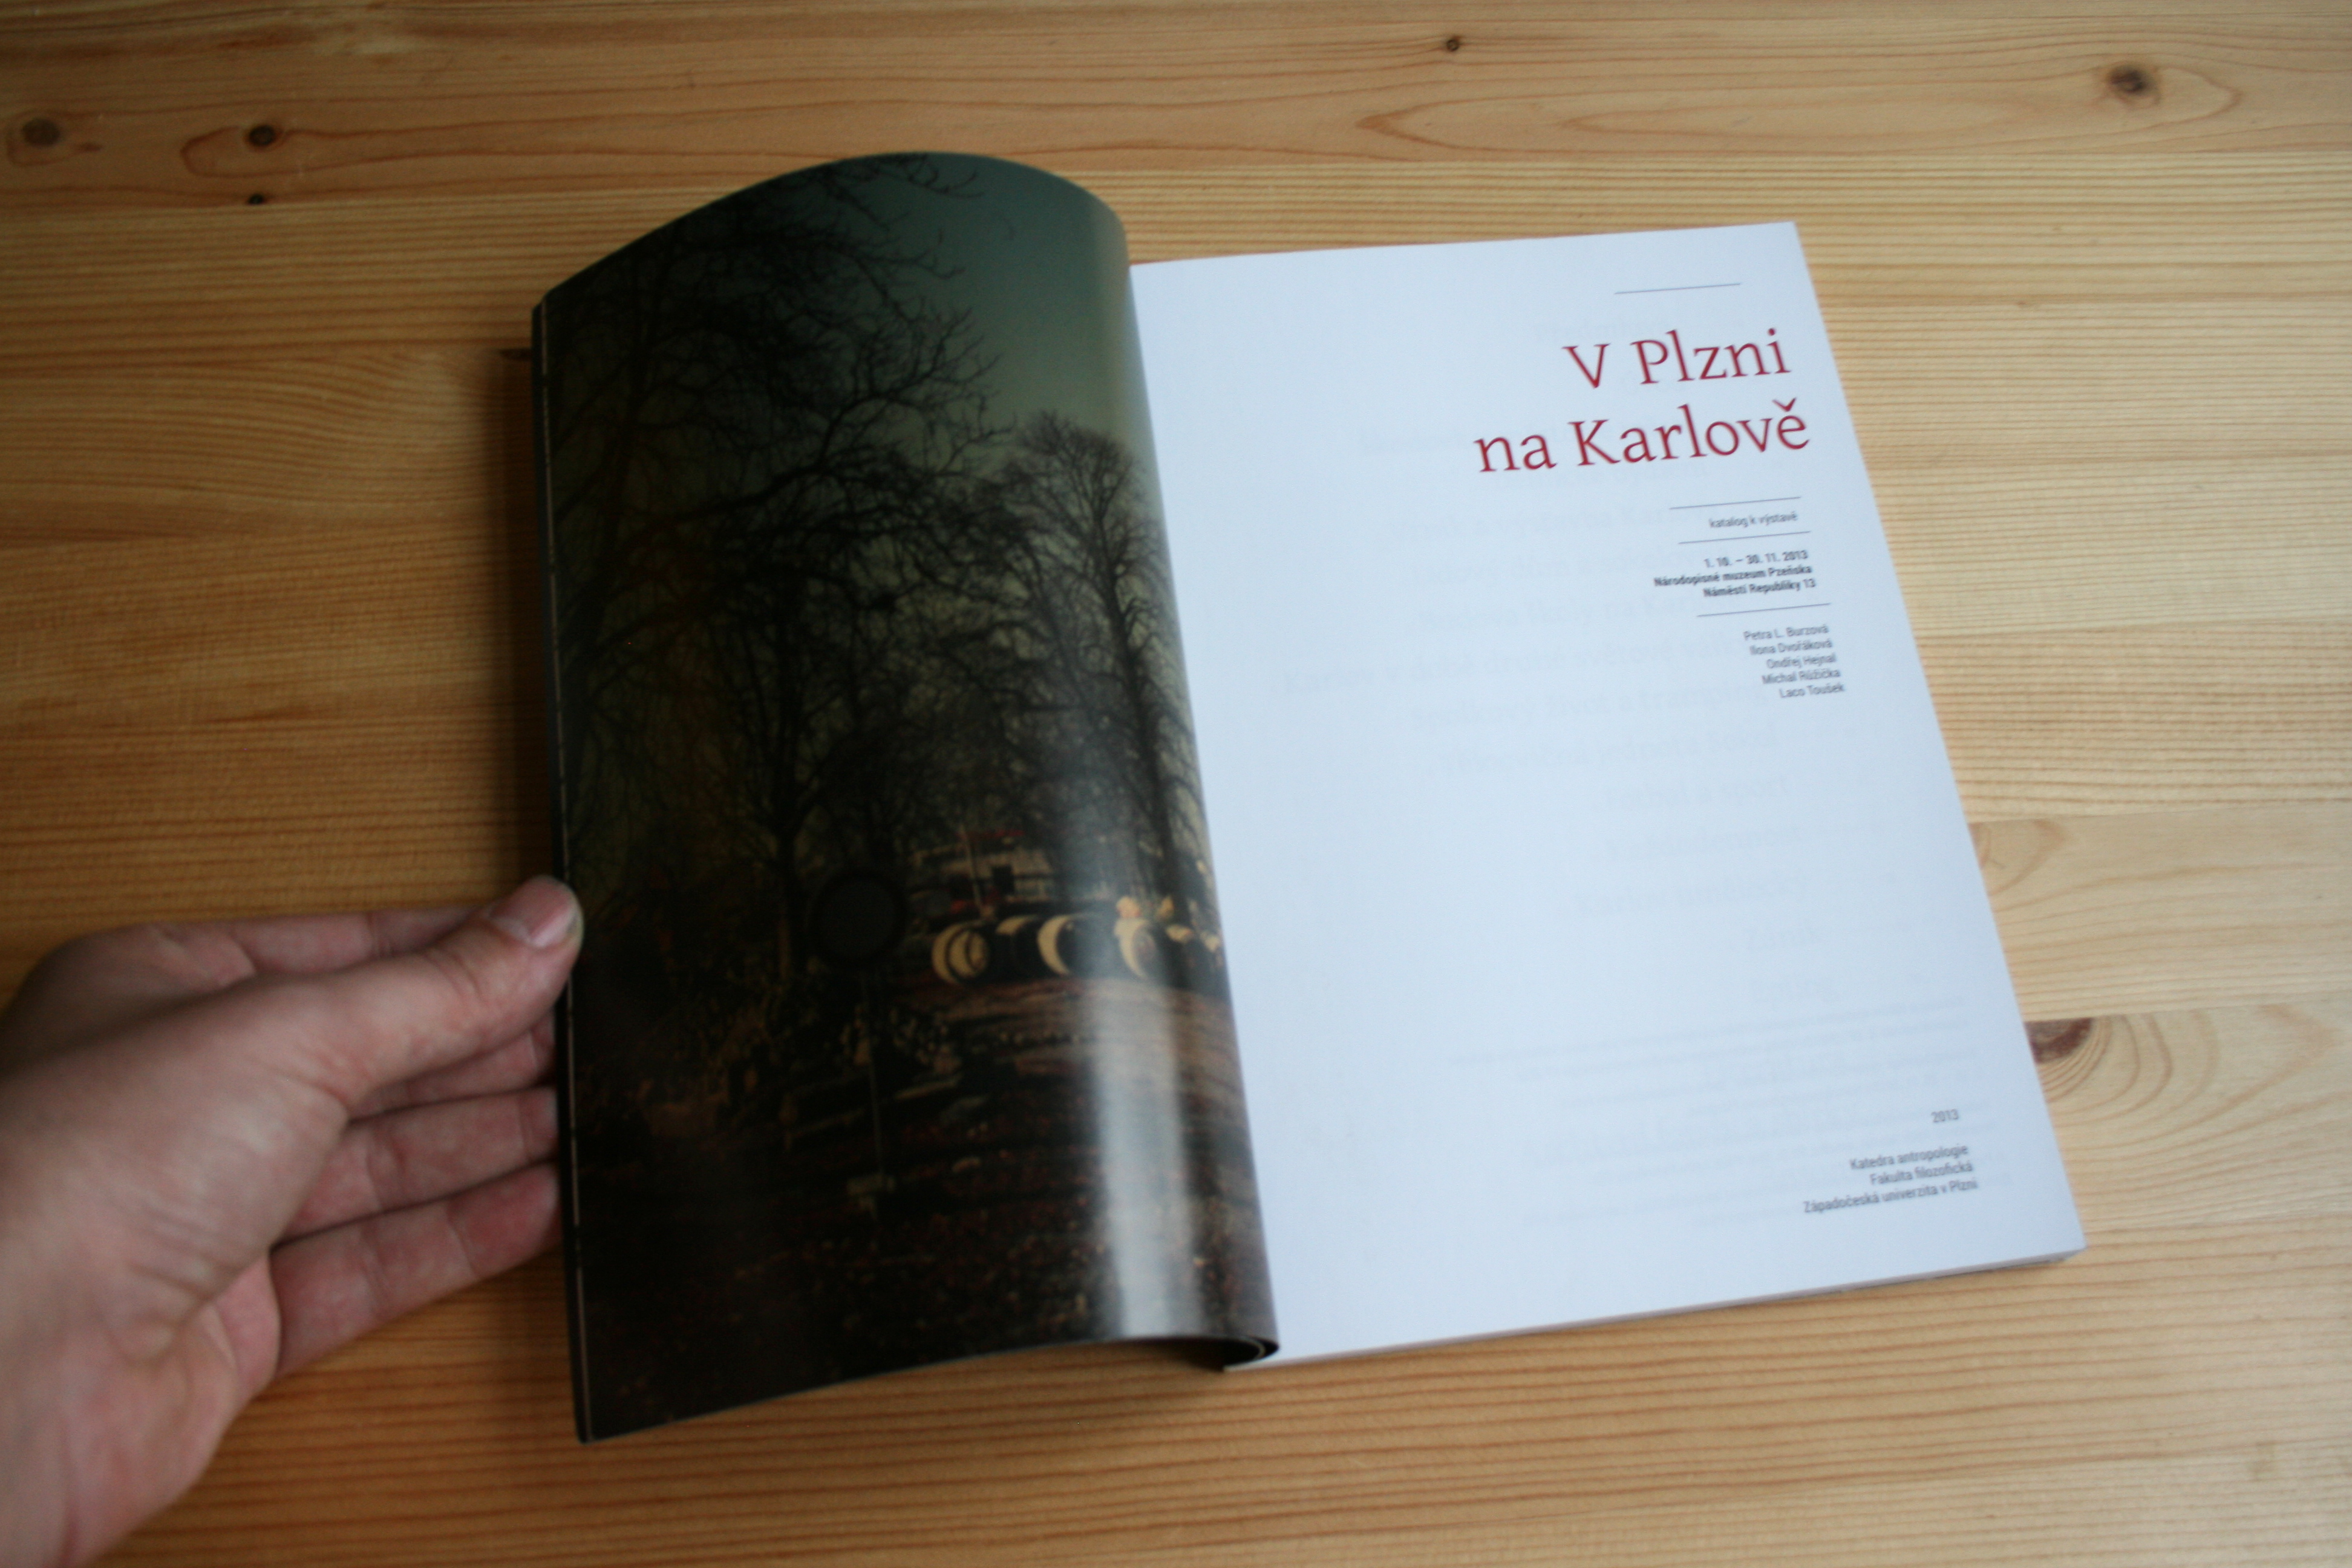 V Plzni
na Karlově
katalog k výstavě
1. 10. – 30. 11. 2013
Národopisné muzeum Plzeňska
Náměstí Republiky 13
Petra L. Burzová
Ilona Dvořáková
Ondřej Hejnal
Michal Růžička
Laco Toušek
2013
Katedra antropologie
Fakulta filozofická
Západočeská univerzita v Plzni